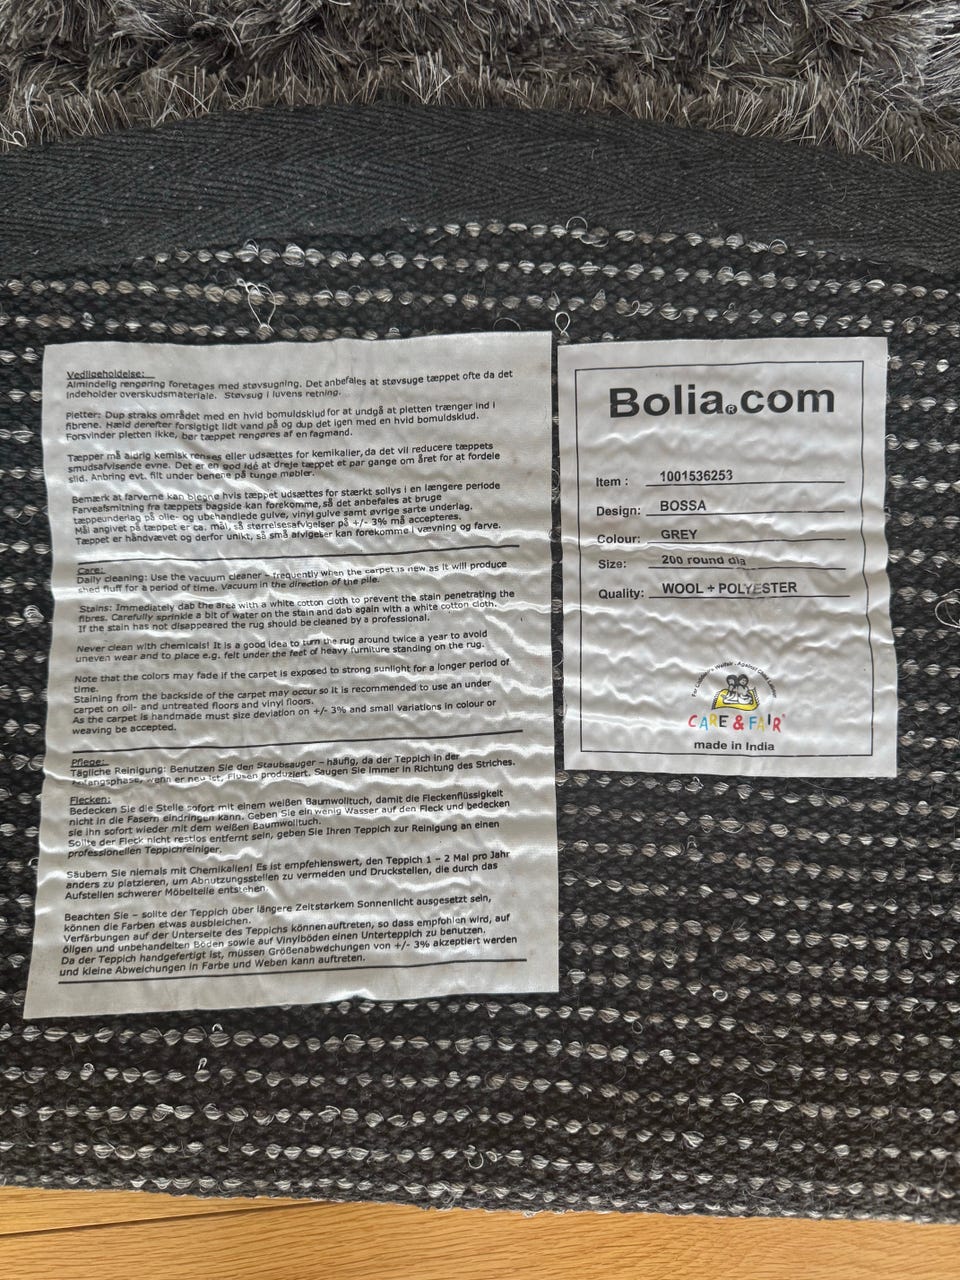 Vedligeholdelse:
Almindelig rengøring foretages med støvsugning. Det anbefales at støvsuge tæppet ofte da det
indeholder overskudsmateriale. Støvsug i luvens retning.
Pletter: Dup straks området med en hvid bomuldsklud for at undgå at pletten trænger ind i
fibrene. Hæld derefter forsigtigt lidt vand på og dup det igen med en hvid bomuldsklud.
Forsvinder pletten ikke, bør tæppet rengøres af en fagmand.
Tæpper må aldrig kemisk renses eller udsættes for kemikalier, da det vil reducere tæppets
smudsafvisende evne. Det er en god idé at dreje tæppet et par gange om året for at fordele
slid. Anbring evt. filt under benene på tunge møbler.
Bemærk at farverne kan blegne hvis tæppet udsættes for stærkt sollys i en længere periode
Farveafsmitning fra tæppets bagside kan forekomme, så det anbefales at bruge
tæppeunderlag på olie- og ubehandlede gulve, vinyl gulve samt øvrige sarte underlag.
Mål angivet på tæppet er ca. mål, så størrelsesafvigelser på +/- 3% må accepteres.
Tæppet er håndvævet og derfor unikt, så små afvigelser kan forekomme i vævning og farve.
Care:
Daily cleaning: Use the vacuum cleaner – frequently when the carpet is new as it will produce
shed fluff for a period of time. Vacuum in the direction of the pile.
Stains: Immediately dab the area with a white cotton cloth to prevent the stain penetrating the
fibres. Carefully sprinkle a bit of water on the stain and dab again with a white cotton cloth.
If the stain has not disappeared the rug should be cleaned by a professional.
Never clean with chemicals! It is a good idea to turn the rug around twice a year to avoid
uneven wear and to place e.g. felt under the feet of heavy furniture standing on the rug.
Note that the colors may fade if the carpet is exposed to strong sunlight for a longer period of
time.
Staining from the backside of the carpet may occur so it is recommended to use an under
carpet on oil- and untreated floors and vinyl floors.
As the carpet is handmade must size deviation on +/- 3% and small variations in colour or
weaving be accepted.
Pflege:
Tägliche Reinigung: Benutzen Sie den Staubsauger – häufig, da der Teppich in der
Anfangsphase, wenn er neu ist, Flusen produziert. Saugen Sie immer in Richtung des Striches.
Flecken:
Bedecken Sie die Stelle sofort mit einem weißen Baumwolltuch, damit die Fleckenflüssigkeit
nicht in die Fasern eindringen kann. Geben Sie ein wenig Wasser auf den Fleck und bedecken
sie ihn sofort wieder mit dem weißen Baumwolltuch.
Sollte der Fleck nicht restlos entfernt sein, geben Sie Ihren Teppich zur Reinigung an einen
professionellen Teppichreiniger.
Säubern Sie niemals mit Chemikalien! Es ist empfehlenswert, den Teppich 1 – 2 Mal pro Jahr
anders zu platzieren, um Abnutzungsstellen zu vermeiden und Druckstellen, die durch das
Aufstellen schwerer Möbelteile entstehen.
Beachten Sie – sollte der Teppich über längere Zeitstarkem Sonnenlicht ausgesetzt sein,
können die Farben etwas ausbleichen.
Verfärbungen auf der Unterseite des Teppichs können auftreten, so dass empfohlen wird, auf
öligen und unbehandelten Böden sowie auf Vinylböden einen Unterteppich zu benutzen.
Da der Teppich handgefertigt ist, müssen Größenabweichungen von +/- 3% akzeptiert werden
und kleine Abweichungen in Farbe und Weben kann auftreten.
Bolia®.com
Item : 1001536253
Design: BOSSA
Colour: GREY
Size: 200 round dia
Quality: WOOL + POLYESTER
For Children's Welfair - Against Child Labour
CARE & FAIR®
made in India